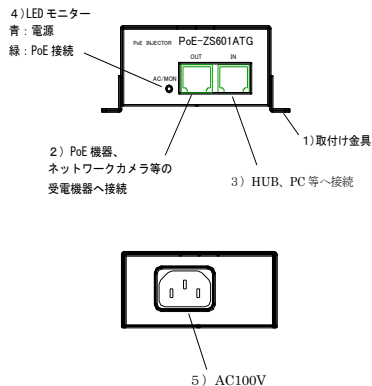 4)LED モニター
青：電源
緑：PoE 接続
PoE INJECTOR PoE-ZS601ATG
OUT IN
AC/MON
1)取付け金具
2）PoE 機器、
ネットワークカメラ等の
受電機器へ接続
3）HUB、PC 等へ接続
5）AC100V